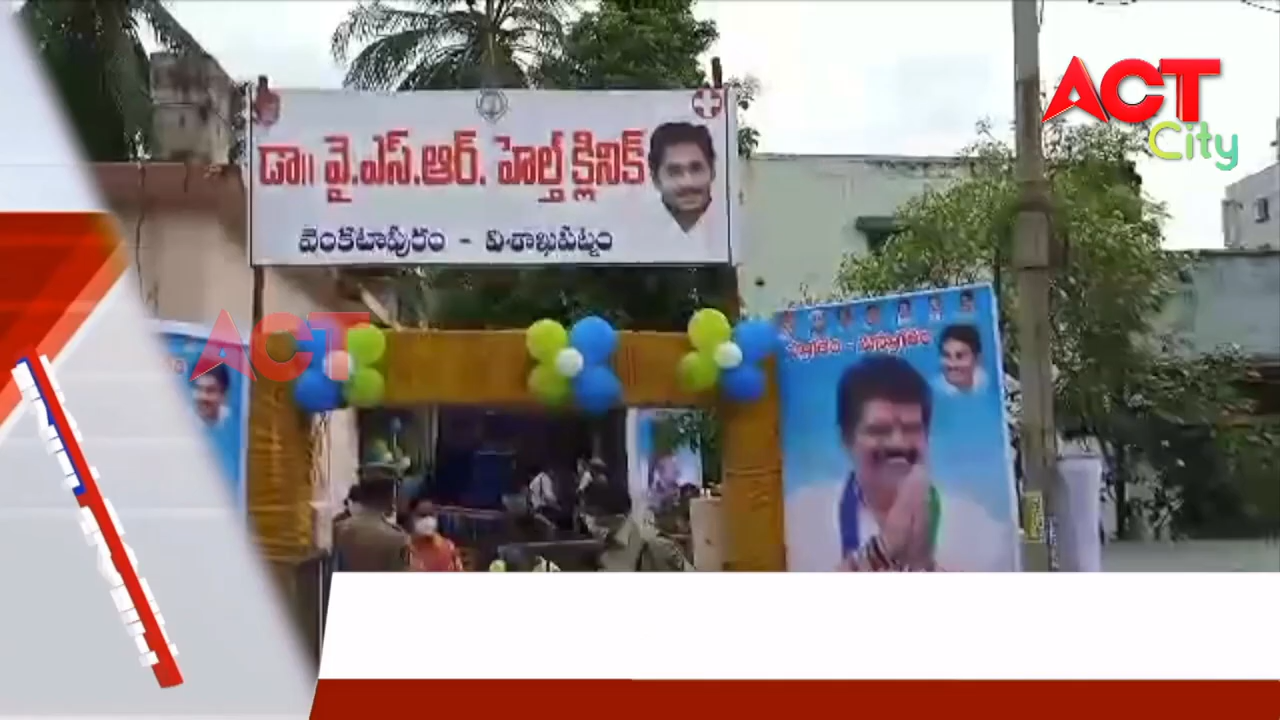 ACT
City
డా॥ వై.ఎస్.ఆర్. హెల్త్ క్లినిక్
వెంకటాపురం - విశాఖపట్నం
ACT